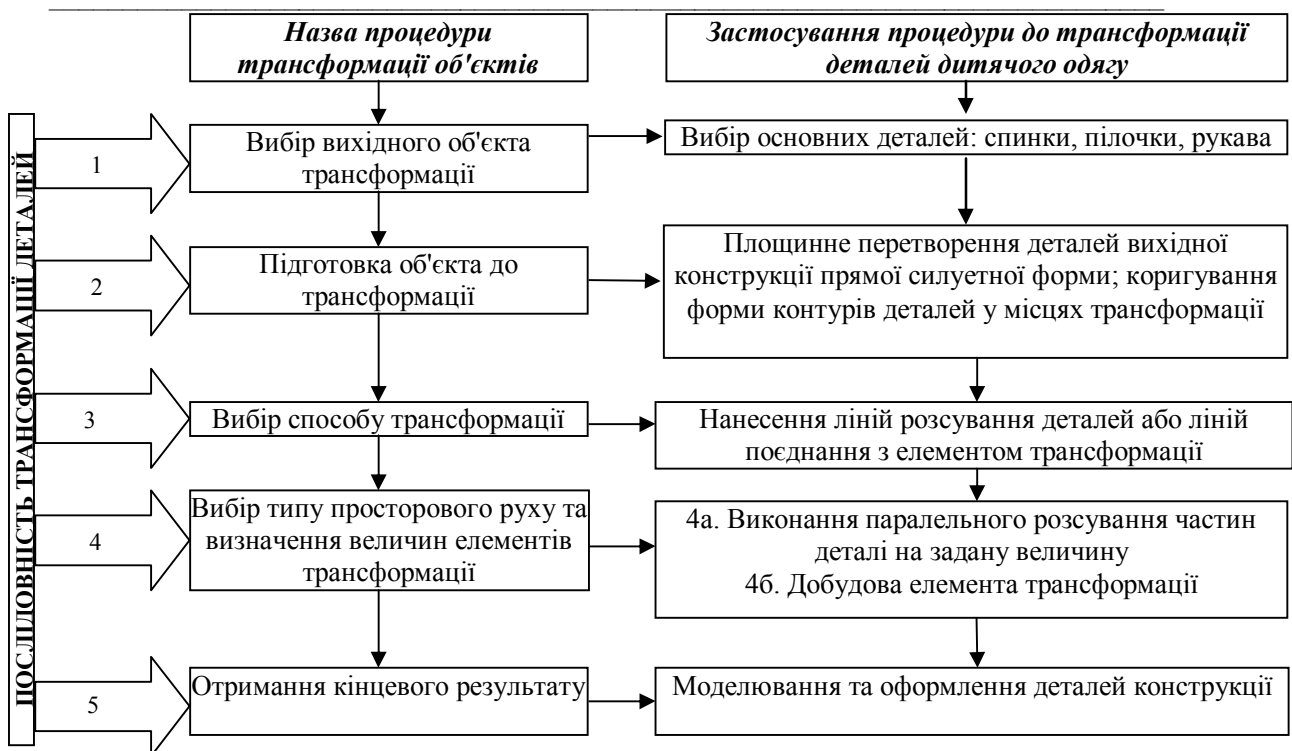 Назва процедури
трансформації об'єктів
Застосування процедури до трансформації
деталей дитячого одягу
ПОСЛІДОВНІСТЬ ТРАНСФОРМАЦІЇ ДЕТАЛЕЙ
1
Вибір вихідного об'єкта
трансформації
Вибір основних деталей: спинки, пілочки, рукава
2
Підготовка об'єкта до
трансформації
Площинне перетворення деталей вихідної
конструкції прямої силуетної форми; коригування
форми контурів деталей у місцях трансформації
3
Вибір способу трансформації
Нанесення ліній розсування деталей або ліній
поєднання з елементом трансформації
4
Вибір типу просторового руху та
визначення величин елементів
трансформації
4а. Виконання паралельного розсування частин
деталі на задану величину
4б. Добудова елемента трансформації
5
Отримання кінцевого результату
Моделювання та оформлення деталей конструкції